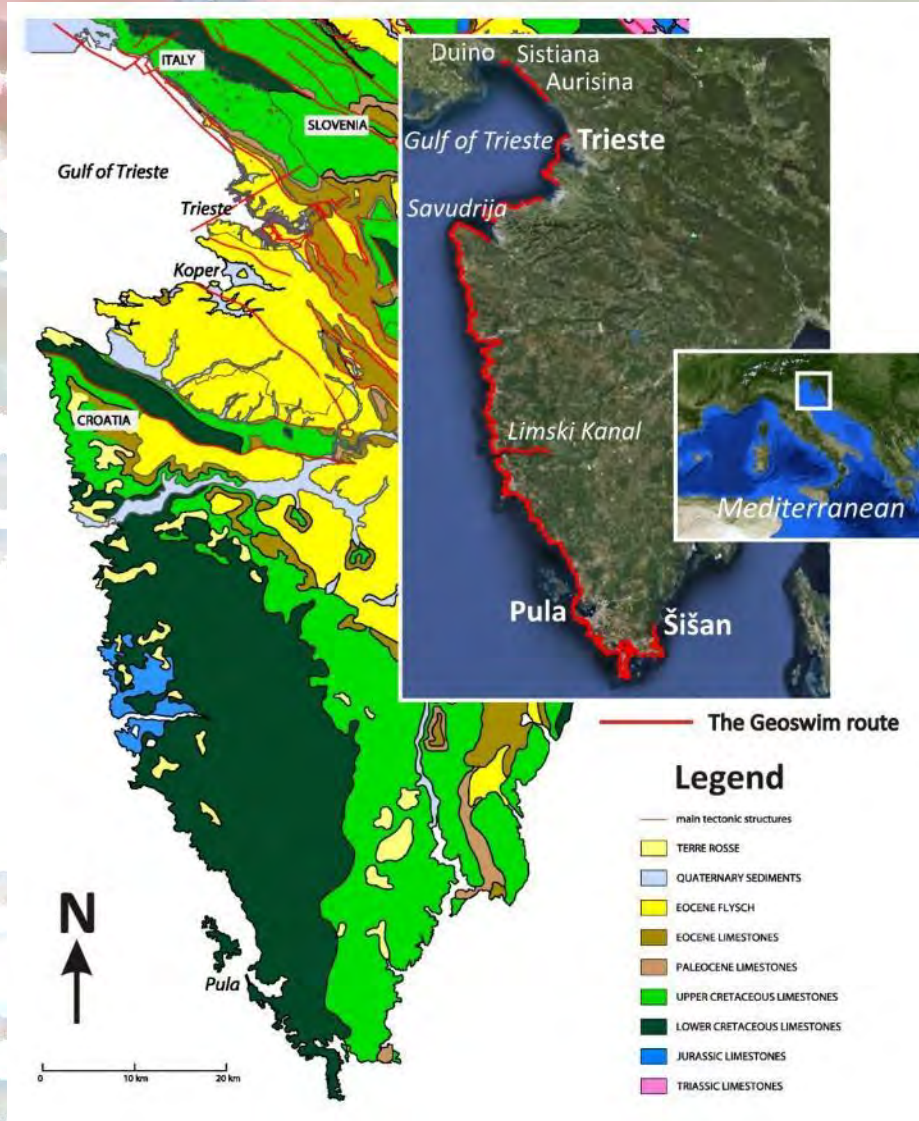 ITALY
SLOVENIA
Gulf of Trieste
Trieste
Koper
CROATIA
Pula
N
0 10 km 20 km
Duino
Sistiana
Aurisina
Gulf of Trieste
Trieste
Savudrija
Limski Kanal
Pula
Šišan
Mediterranean
The Geoswim route
Legend
main tectonic structures
TERRE ROSSE
QUATERNARY SEDIMENTS
EOCENE FLYSCH
EOCENE LIMESTONES
PALEOCENE LIMESTONES
UPPER CRETACEOUS LIMESTONES
LOWER CRETACEOUS LIMESTONES
JURASSIC LIMESTONES
TRIASSIC LIMESTONES